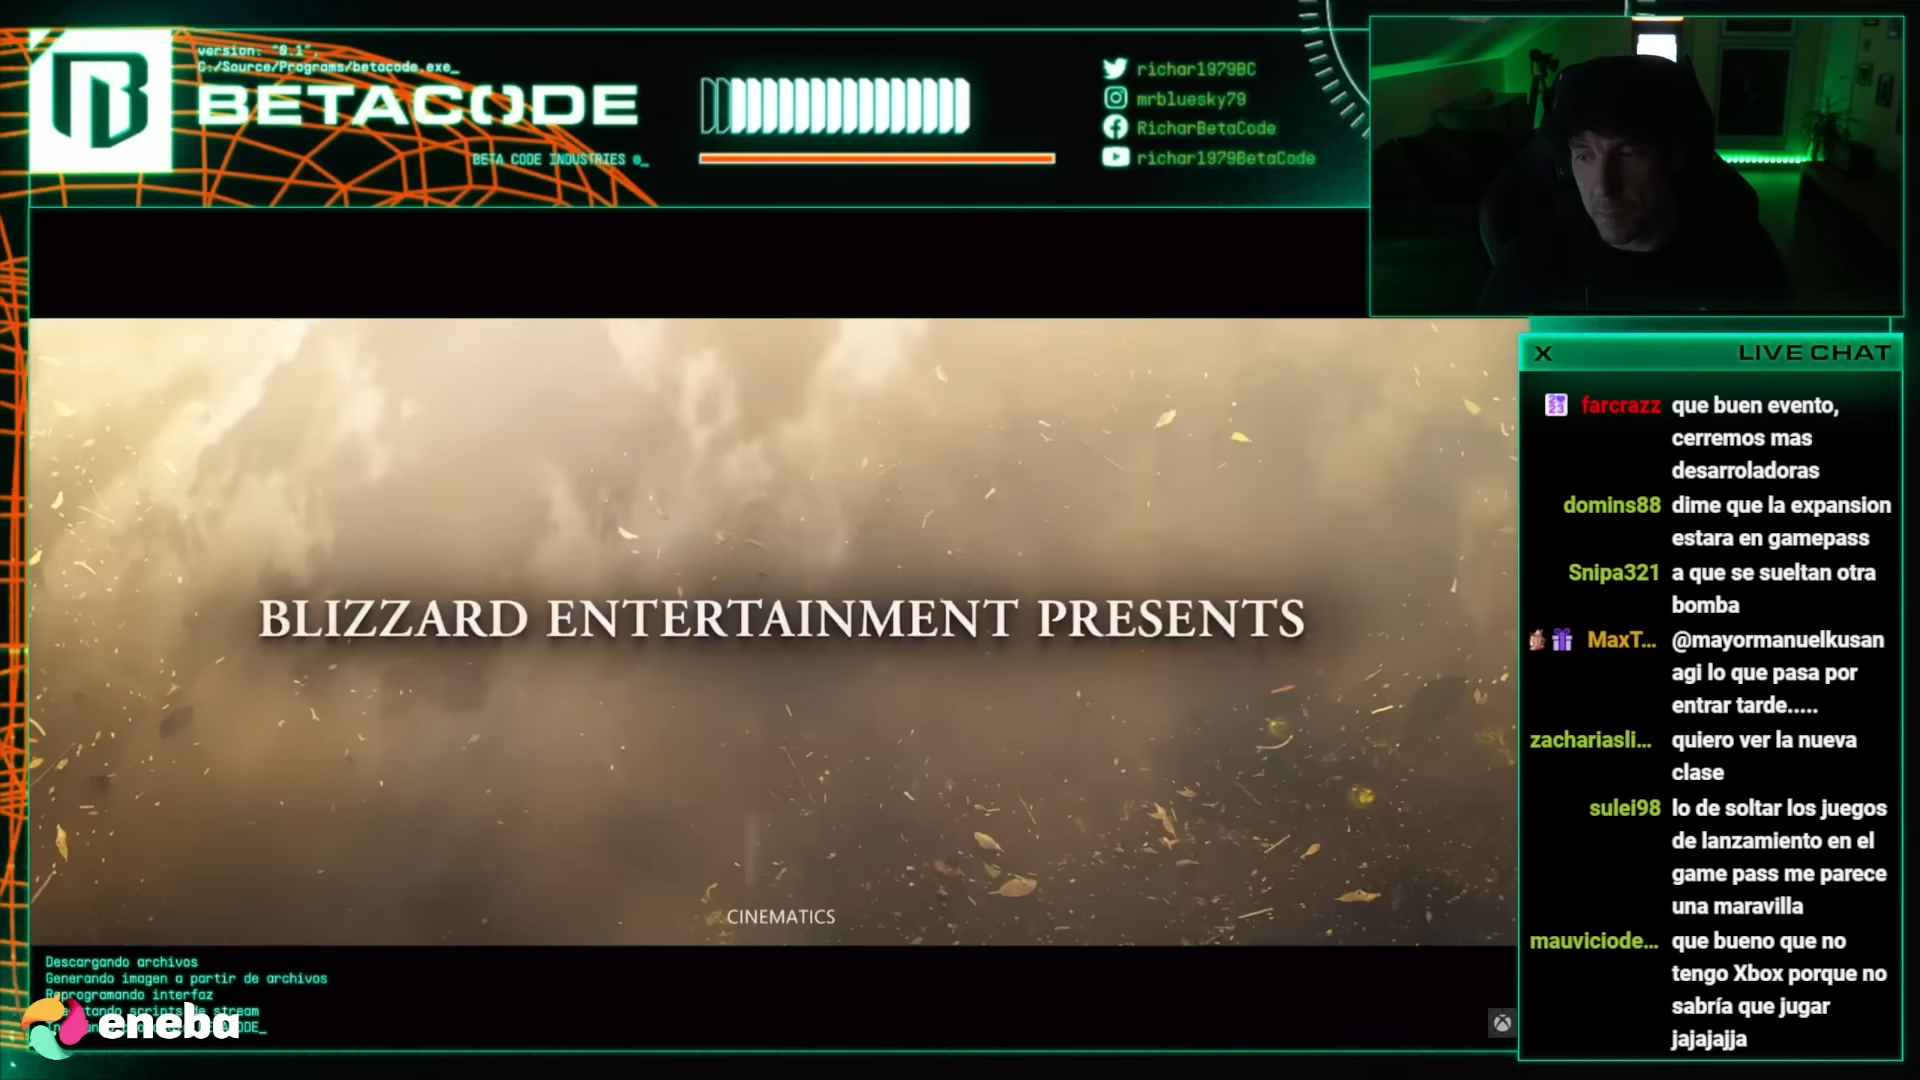 version: "0.1",
C:/Source/Programs/betacode.exe_
BETACODE
BETA CODE INDUSTRIES @_
richar1979BC
mrbluesky79
RicharBetaCode
richar1979BetaCode
BLIZZARD ENTERTAINMENT PRESENTS
CINEMATICS
Descargando archivos
Generando imagen a partir de archivos
Reprogramando interfaz
scripts de stream
eneba
X LIVE CHAT
farcrazz que buen evento,
cerremos mas
desarroladoras
domins88 dime que la expansion
estara en gamepass
Snipa321 a que se sueltan otra
bomba
MaxT... @mayormanuelkusan
agi lo que pasa por
entrar tarde.....
zachariasli... quiero ver la nueva
clase
sulei98 lo de soltar los juegos
de lanzamiento en el
game pass me parece
una maravilla
mauviciode... que bueno que no
tengo Xbox porque no
sabría que jugar
jajajajja